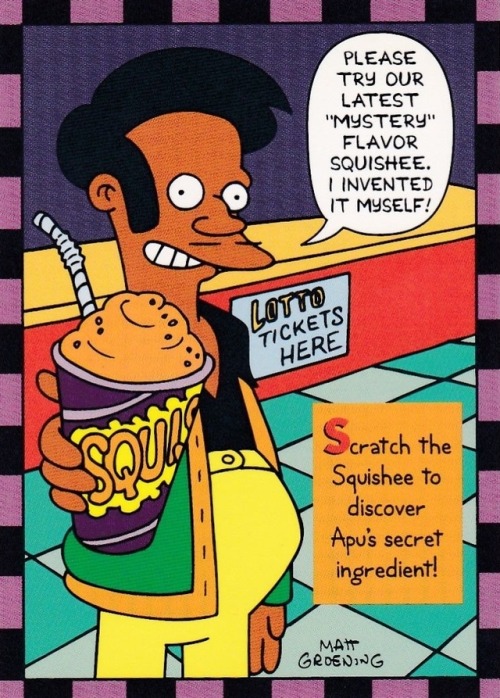 PLEASE
TRY OUR
LATEST
"MYSTERY"
FLAVOR
SQUISHEE.
I INVENTED
IT MYSELF!
LOTTO
TICKETS
HERE
SQUIS
Scratch the
Squishee to
discover
Apu's secret
ingredient!
MATT
GROENING